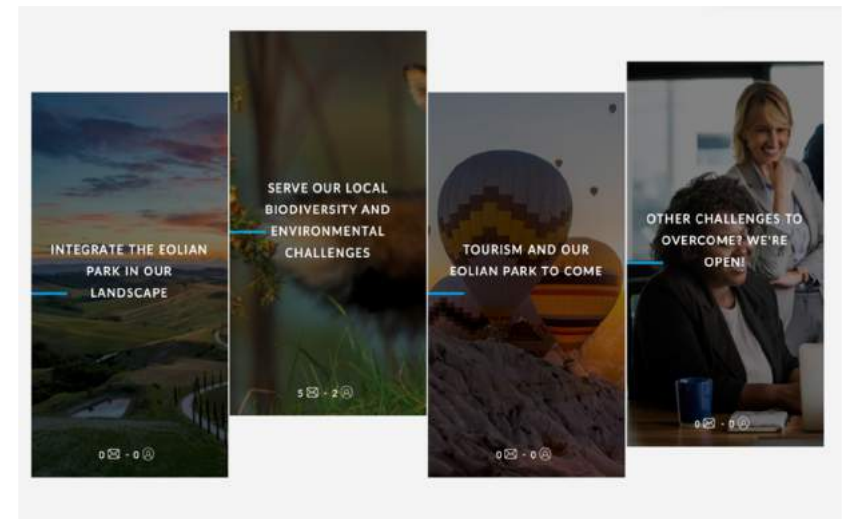 INTEGRATE THE EOLIAN
PARK IN OUR
LANDSCAPE
0 - 0
SERVE OUR LOCAL
BIODIVERSITY AND
ENVIRONMENTAL
CHALLENGES
5 - 2
TOURISM AND OUR
EOLIAN PARK TO COME
0 - 0
OTHER CHALLENGES TO
OVERCOME? WE'RE
OPEN!
0 - 0